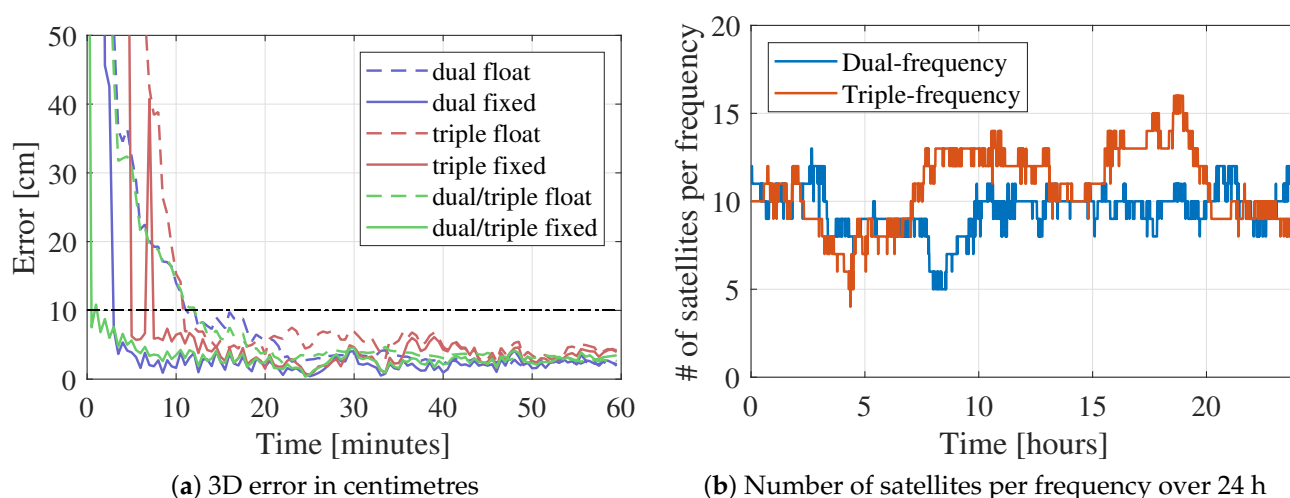 50
40
30
20
10
0
Error [cm]
dual float
dual fixed
triple float
triple fixed
dual/triple float
dual/triple fixed
0 10 20 30 40 50 60
Time [minutes]
(a) 3D error in centimetres
20
15
10
5
0
# of satellites per frequency
Dual-frequency
Triple-frequency
0 5 10 15 20
Time [hours]
(b) Number of satellites per frequency over 24 h